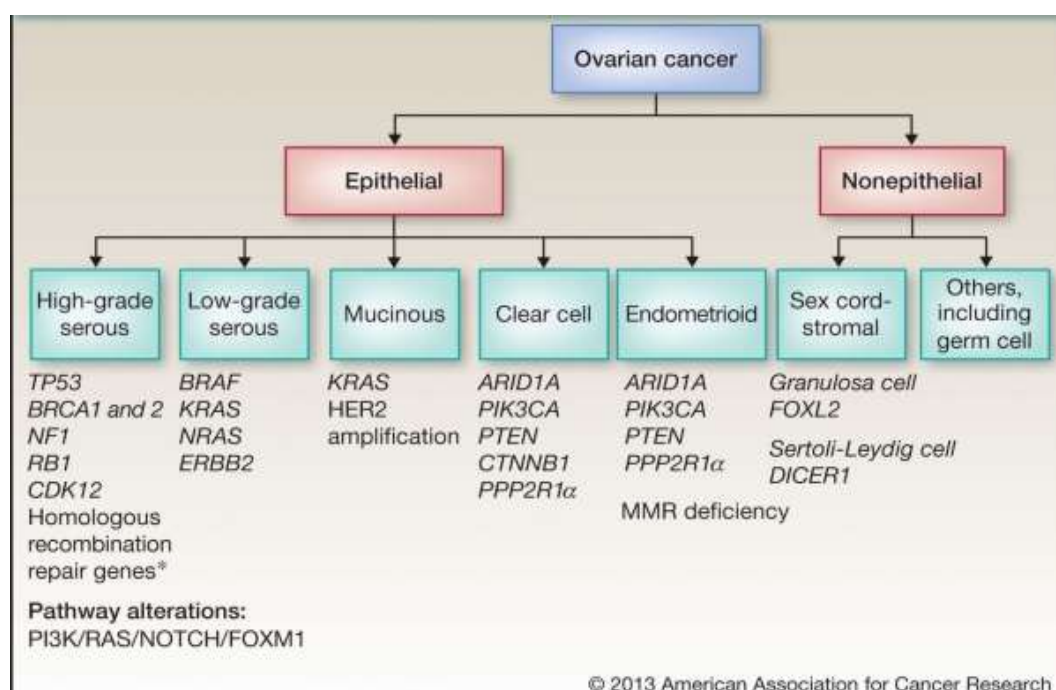 Ovarian cancer
Epithelial
Nonepithelial
High-grade
serous
Low-grade
serous
Mucinous
Clear cell
Endometrioid
Sex cord-
stromal
Others,
including
germ cell
TP53
BRCA1 and 2
NF1
RB1
CDK12
Homologous
recombination
repair genes*
BRAF
KRAS
NRAS
ERBB2
KRAS
HER2
amplification
ARID1A
PIK3CA
PTEN
CTNNB1
PPP2R1α
ARID1A
PIK3CA
PTEN
PPP2R1α
MMR deficiency
Granulosa cell
FOXL2
Sertoli-Leydig cell
DICER1
Pathway alterations:
PI3K/RAS/NOTCH/FOXM1
© 2013 American Association for Cancer Research